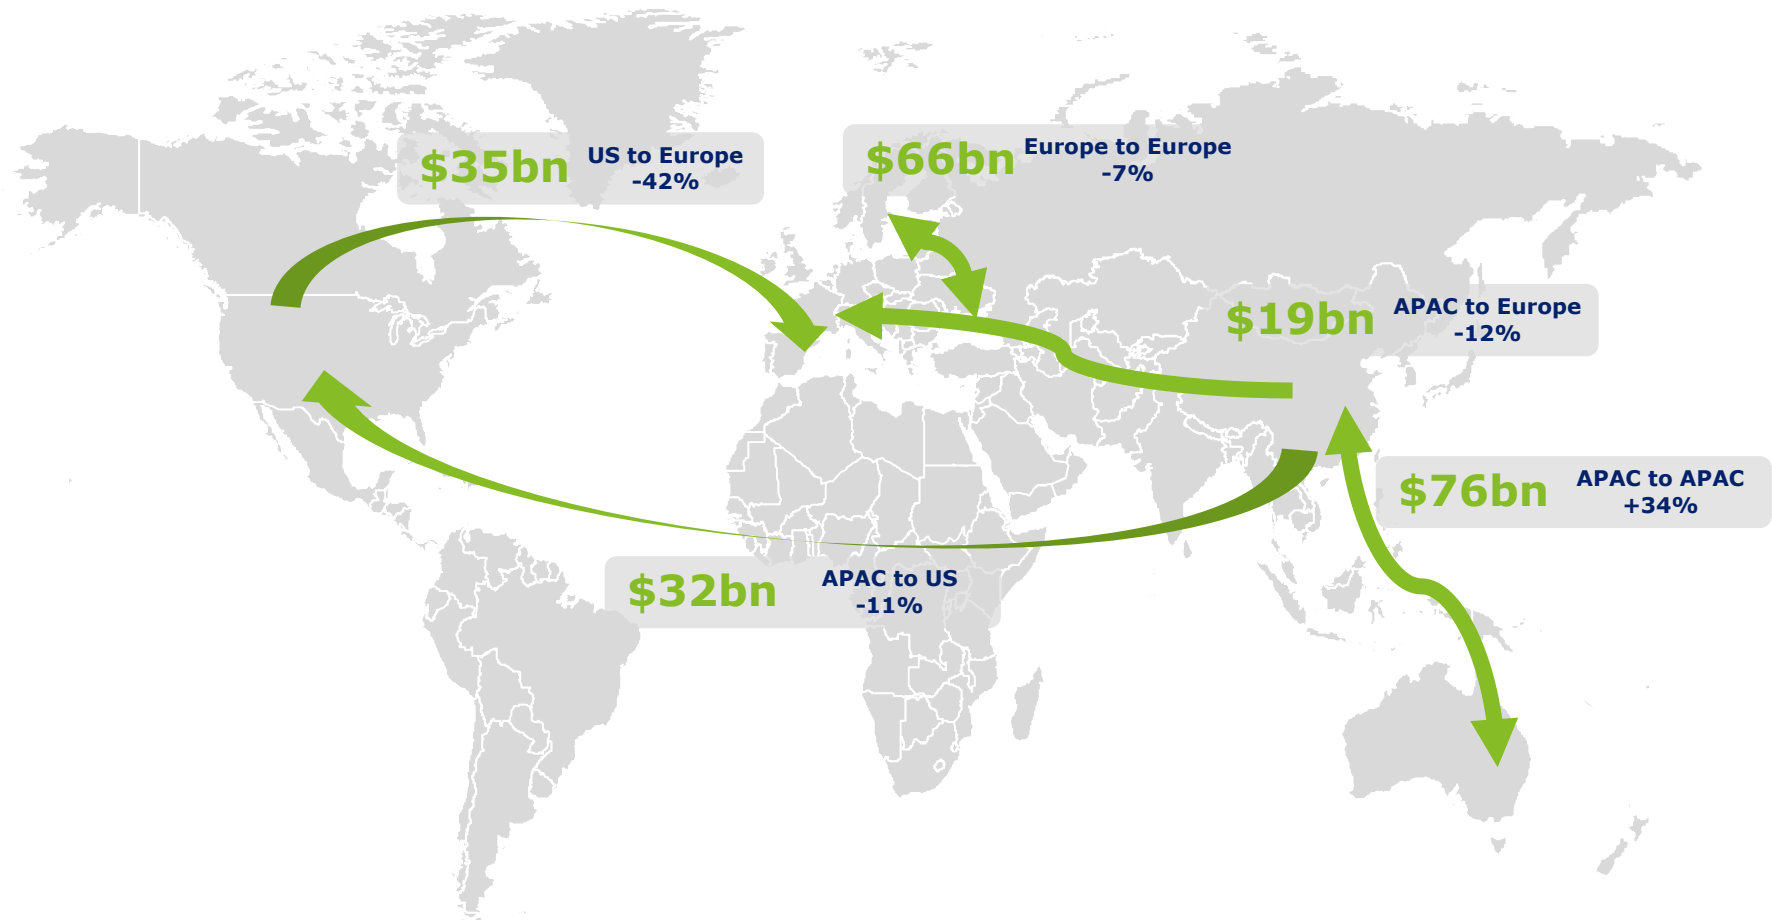 $35bn
US to Europe
-42%
$66bn
Europe to Europe
-7%
$19bn
APAC to Europe
-12%
$76bn
APAC to APAC
+34%
$32bn
APAC to US
-11%